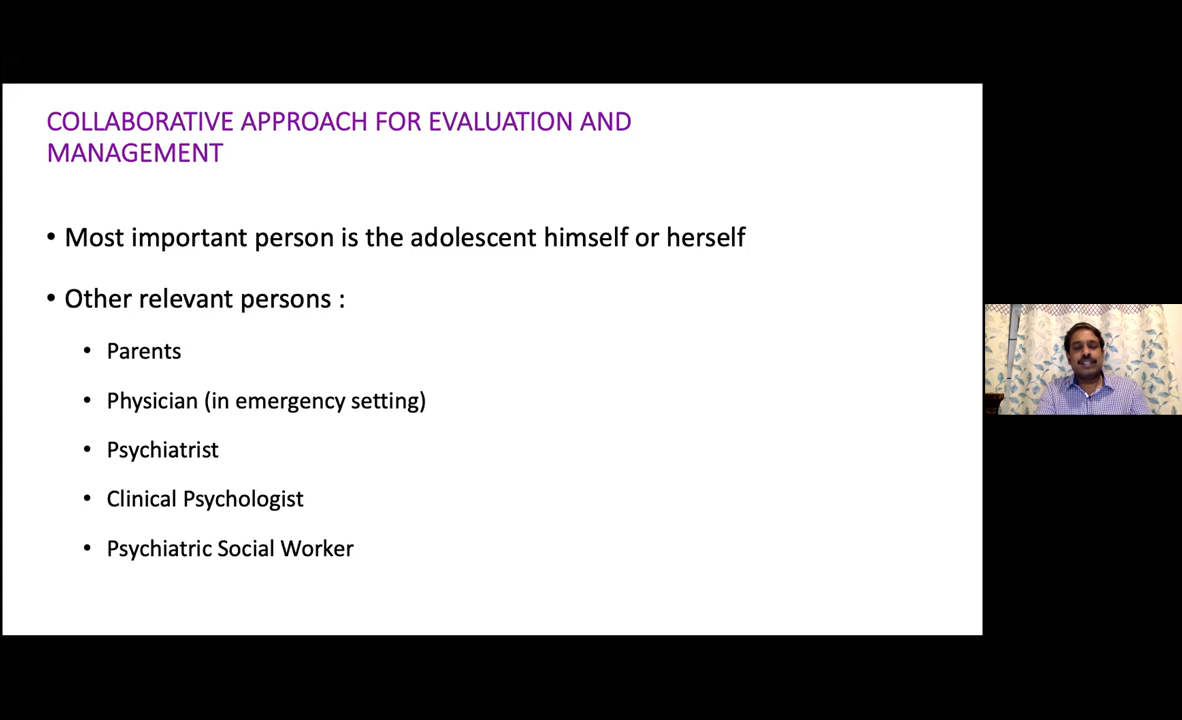 COLLABORATIVE APPROACH FOR EVALUATION AND
MANAGEMENT
• Most important person is the adolescent himself or herself
• Other relevant persons :
• Parents
• Physician (in emergency setting)
• Psychiatrist
• Clinical Psychologist
• Psychiatric Social Worker